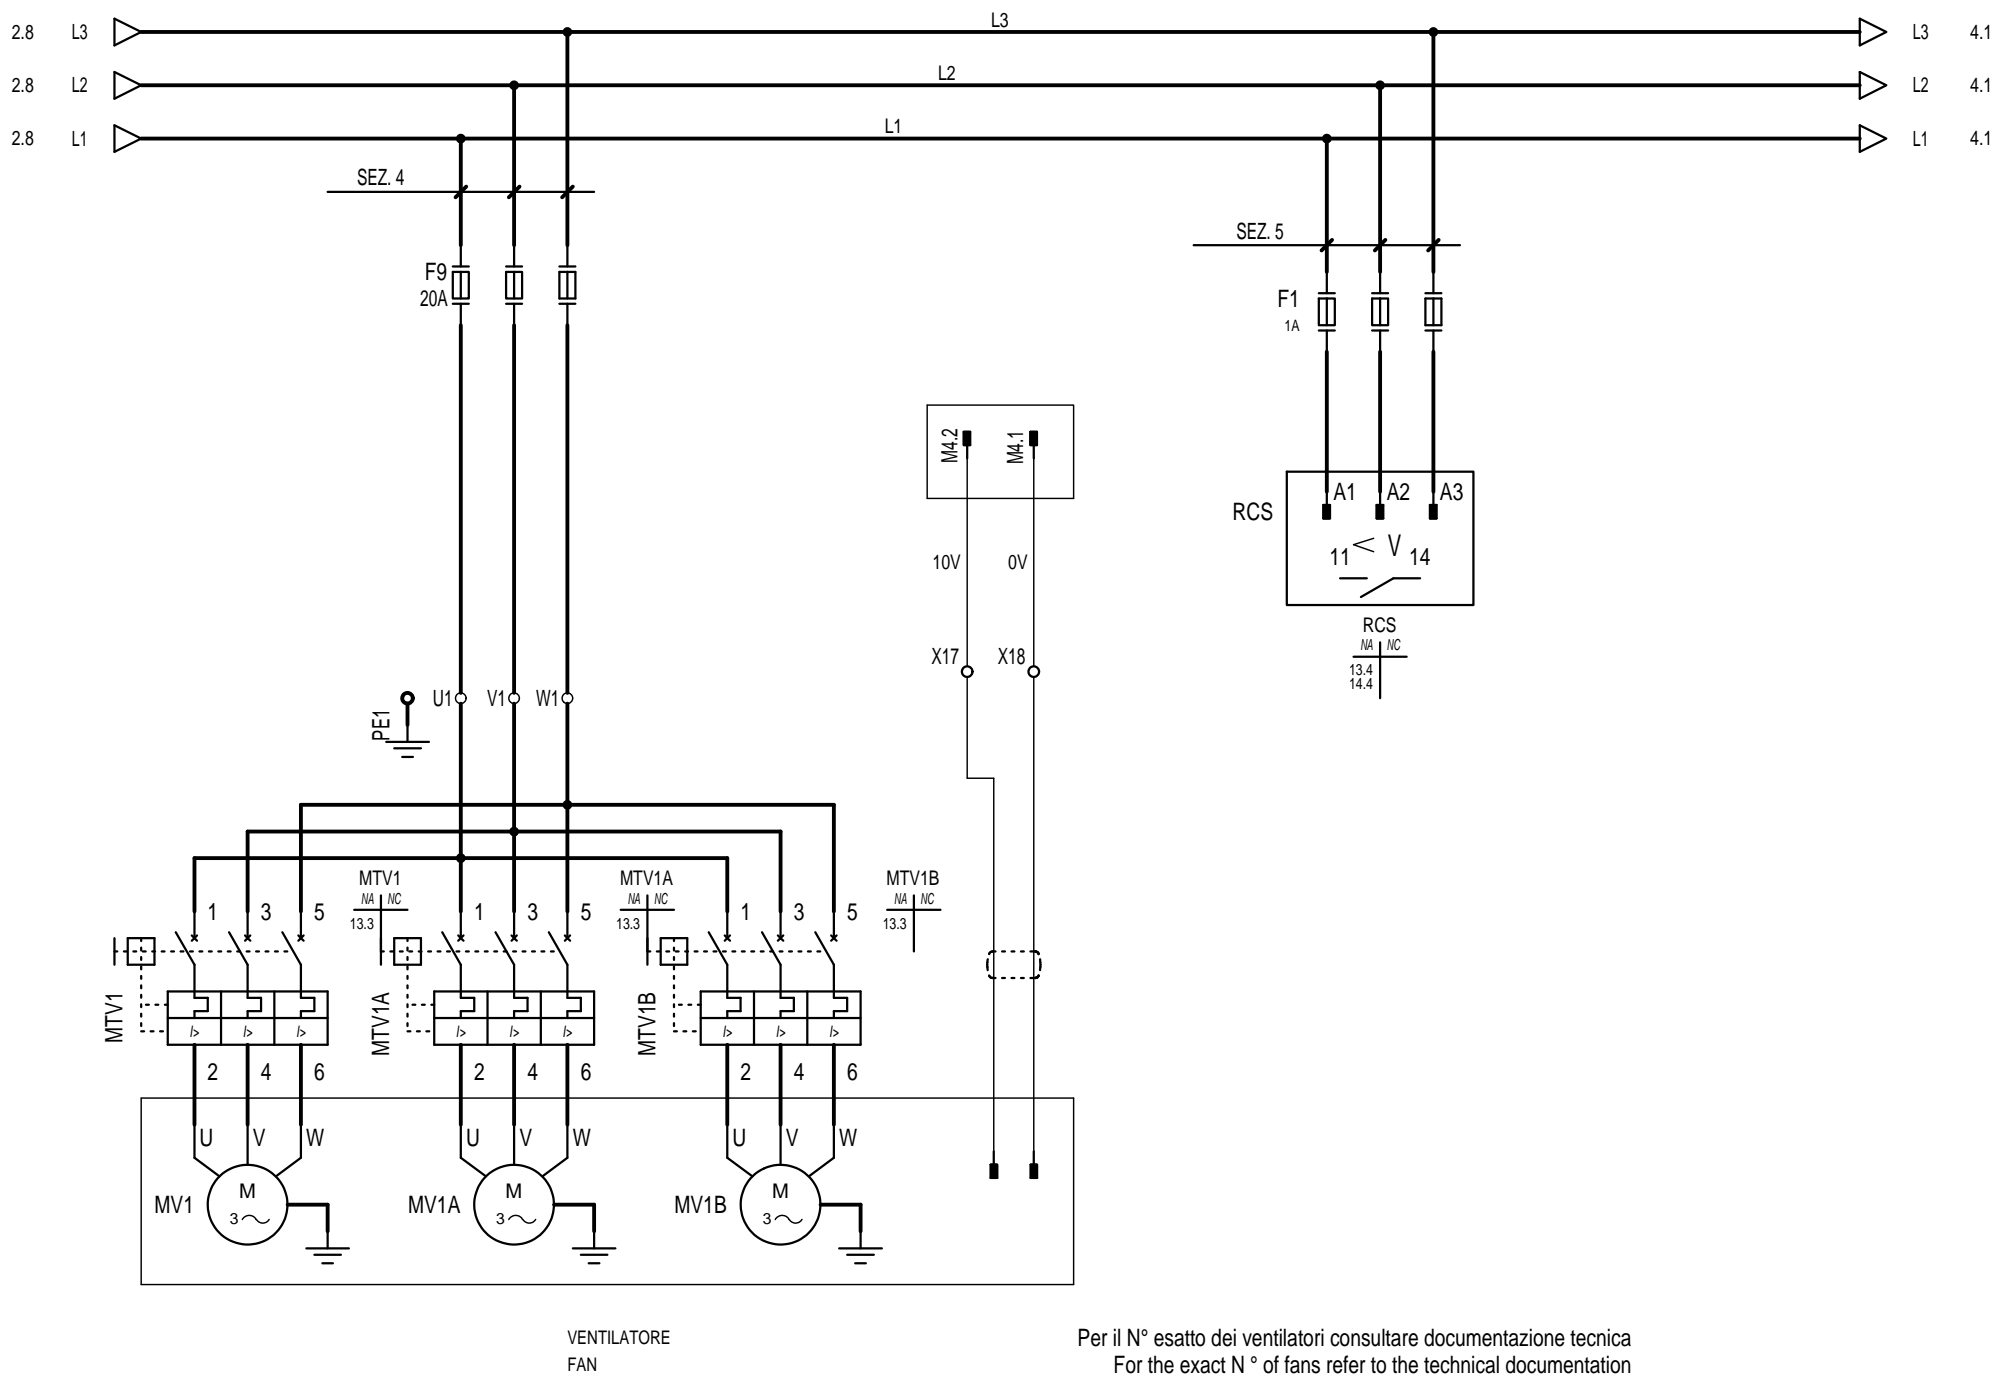 2.8 L3 L3 L3 4.1
2.8 L2 L2 L2 4.1
2.8 L1 L1 L1 4.1
SEZ. 4
SEZ. 5
F9
20A
F1
1A
M4.2 M4.1
A1 A2 A3
RCS
< V
11 14
10V 0V
RCS
NA NC
13.4
14.4
X17 X18
PE1 U1 V1 W1
MTV1 MTV1A MTV1B
NA NC NA NC NA NC
13.3 13.3 13.3
1 3 5 1 3 5 1 3 5
MTV1 MTV1A MTV1B
I> I> I> I> I> I> I> I> I>
2 4 6 2 4 6 2 4 6
U V W U V W U V W
MV1 M 3 MV1A M 3 MV1B M 3
VENTILATORE
FAN
Per il N° esatto dei ventilatori consultare documentazione tecnica
For the exact N ° of fans refer to the technical documentation